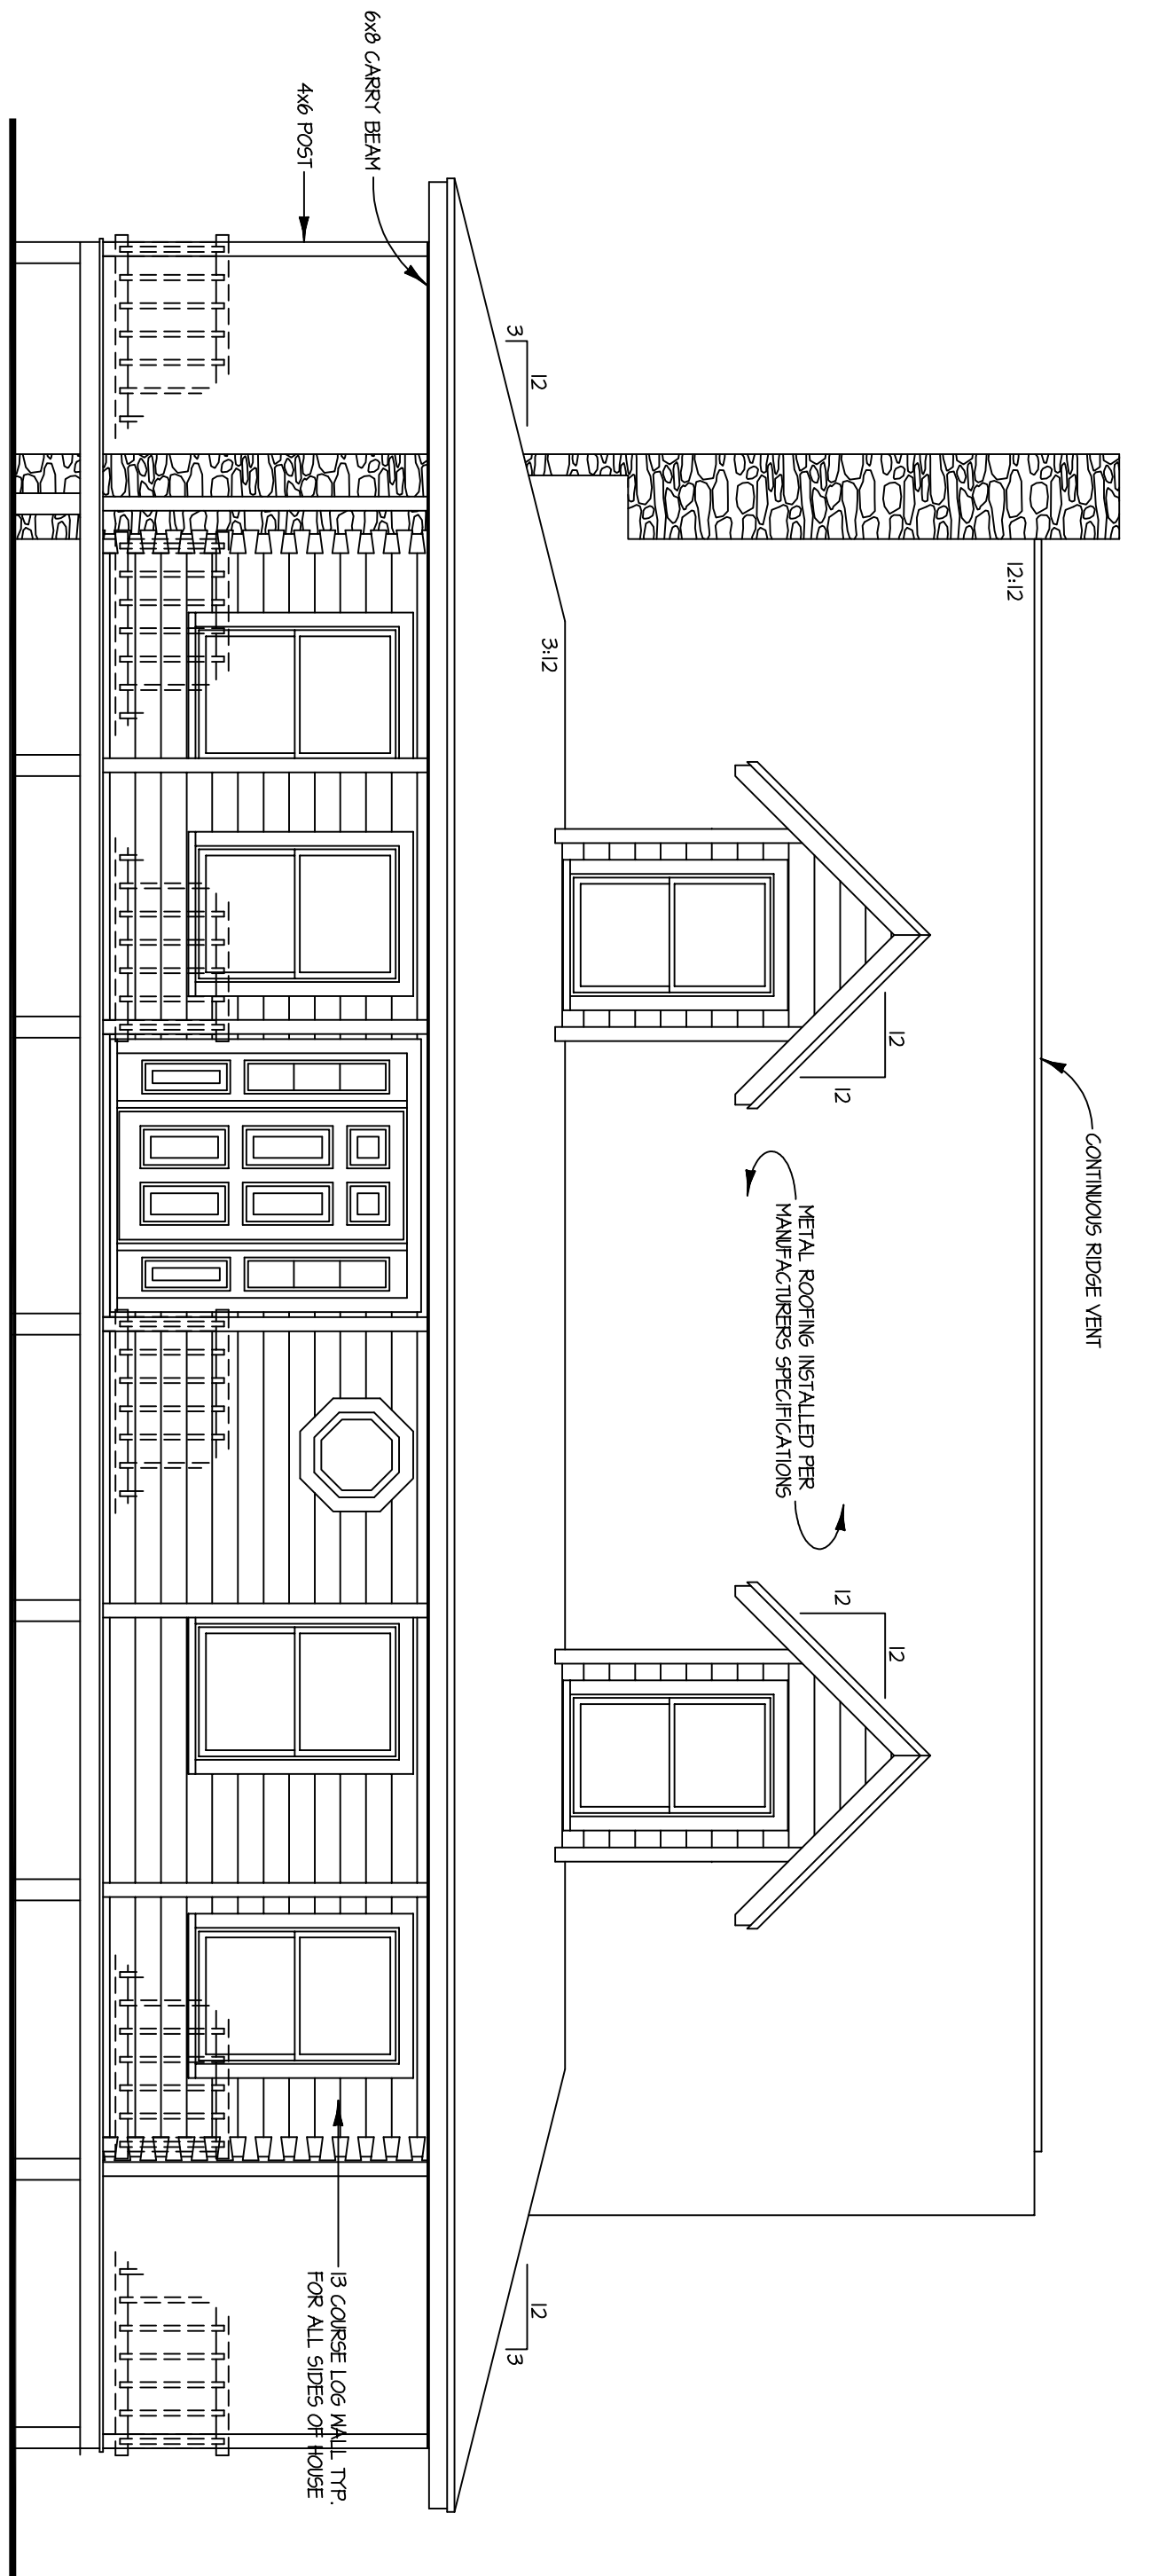 CONTINUOUS RIDGE VENT
12:12
12
12
12
12
METAL ROOFING INSTALLED PER
MANUFACTURERS SPECIFICATIONS
3:12
12
3
12
3
6x8 CARRY BEAM
4x6 POST
13 COURSE LOG WALL TYP.
FOR ALL SIDES OF HOUSE